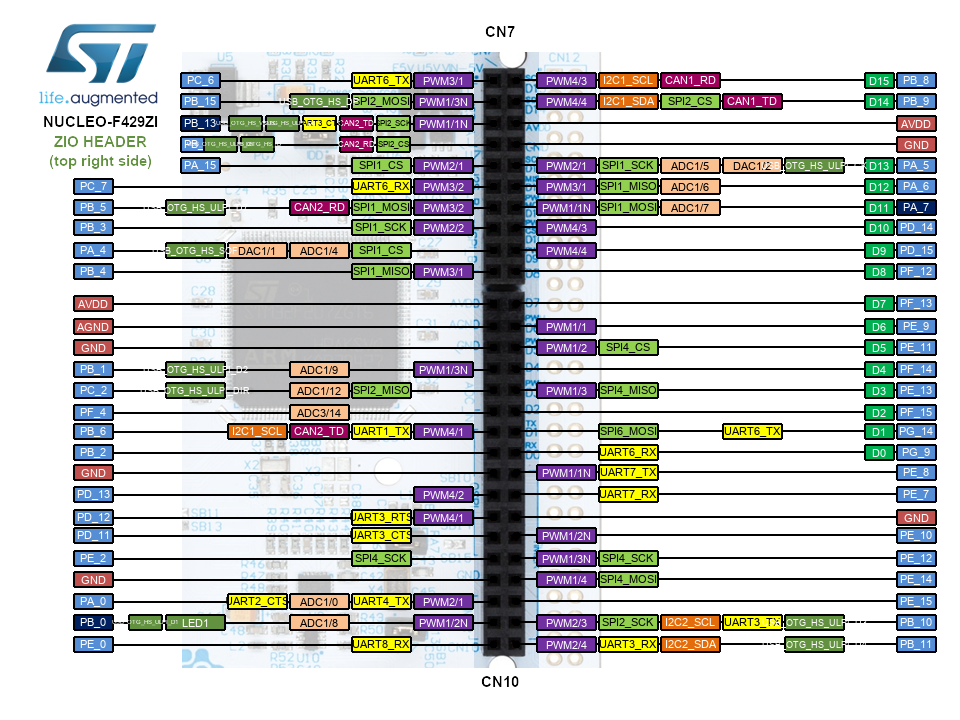 CN7
life.augmented
NUCLEO-F429ZI
ZIO HEADER
(top right side)
PC_6 UART6_TX PWM3/1 PWM4/3 I2C1_SCL CAN1_RD D15 PB_8
PB_15 SPI2_MOSI PWM1/3N PWM4/4 I2C1_SDA SPI2_CS CAN1_TD D14 PB_9
PB_13 CAN2_TD PWM1/1N AVDD
CAN2_RD SPI2_CS GND
PA_15 SPI1_CS PWM2/1 PWM2/1 SPI1_SCK ADC1/5 D13 PA_5
PC_7 UART6_RX PWM3/2 PWM3/1 SPI1_MISO ADC1/6 D12 PA_6
PB_5 CAN2_RD SPI1_MOSI PWM3/2 PWM1/1N SPI1_MOSI ADC1/7 D11 PA_7
PB_3 SPI1_SCK PWM2/2 PWM4/3 D10 PD_14
PA_4 DAC1/1 ADC1/4 SPI1_CS PWM4/4 D9 PD_15
PB_4 SPI1_MISO PWM3/1 D8 PF_12
AVDD D7 PF_13
AGND PWM1/1 D6 PE_9
GND PWM1/2 SPI4_CS D5 PE_11
PB_1 USB_OTG_HS_ULPI_D2 ADC1/9 PWM1/3N D4 PF_14
PC_2 ADC1/12 SPI2_MISO PWM1/3 SPI4_MISO D3 PE_13
PF_4 ADC3/14 D2 PF_15
PB_6 I2C1_SCL CAN2_TD UART1_TX PWM4/1 SPI6_MOSI UART6_TX D1 PG_14
PB_2 UART6_RX D0 PG_9
GND PWM1/1N UART7_TX PE_8
PD_13 PWM4/2 UART7_RX PE_7
PD_12 UART3_RTS PWM4/1 GND
PD_11 UART3_CTS PWM1/2N PE_10
PE_2 SPI4_SCK PWM1/3N SPI4_SCK PE_12
GND PWM1/4 SPI4_MOSI PE_14
PA_0 UART2_CTS ADC1/0 UART4_TX PWM2/1 PE_15
PB_0 LED1 ADC1/8 PWM1/2N PWM2/3 SPI2_SCK I2C2_SCL UART3_TX PB_10
PE_0 UART8_RX PWM2/4 UART3_RX I2C2_SDA PB_11
CN10